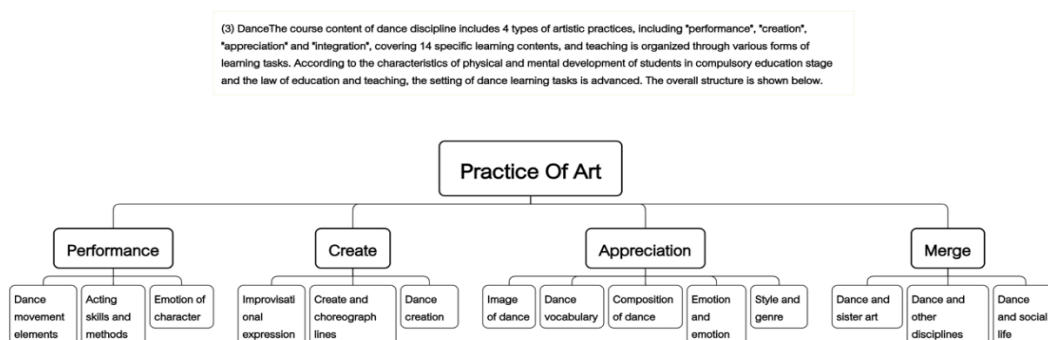 (3) DanceThe course content of dance discipline includes 4 types of artistic practices, including "performance", "creation",
"appreciation" and "integration", covering 14 specific learning contents, and teaching is organized through various forms of
learning tasks. According to the characteristics of physical and mental development of students in compulsory education stage
and the law of education and teaching, the setting of dance learning tasks is advanced. The overall structure is shown below.
Practice Of Art
Performance
Create
Appreciation
Merge
Dance
movement
elements
Acting
skills and
methods
Emotion of
character
Improvisati
onal
expression
Create and
choreograph
lines
Dance
creation
Image
of dance
Dance
vocabulary
Composition
of dance
Emotion
and
emotion
Style and
genre
Dance and
sister art
Dance and
other
disciplines
Dance
and social
life